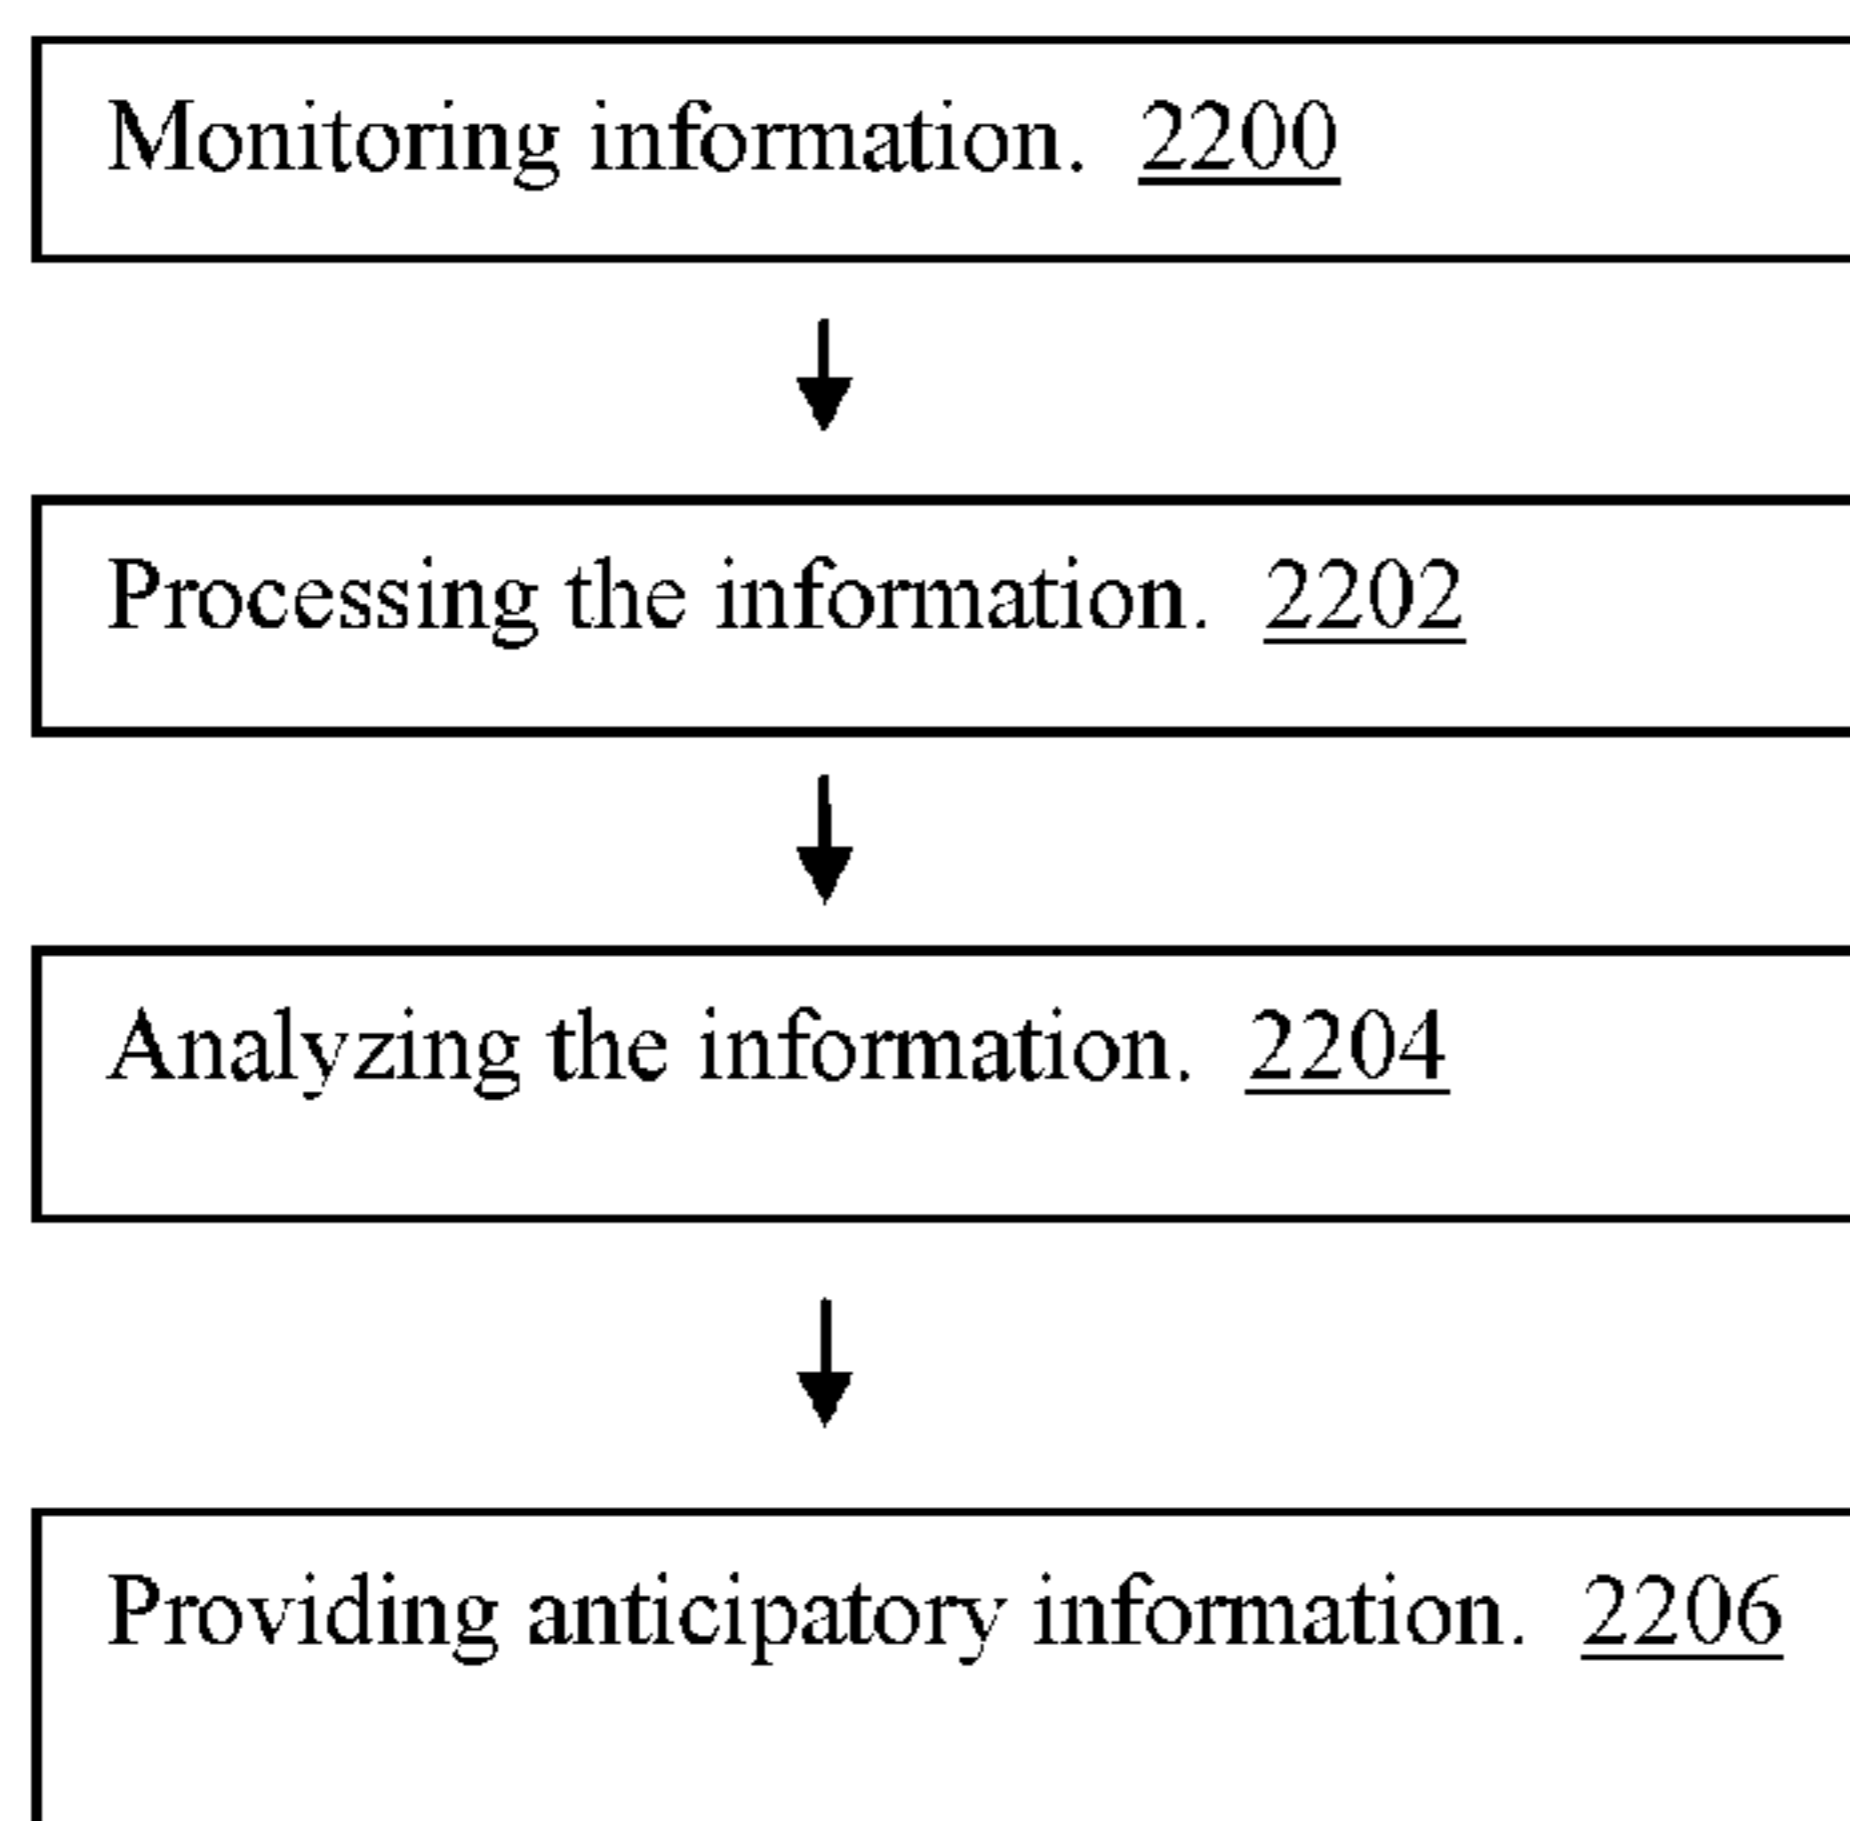 Monitoring information. 2200
Processing the information. 2202
Analyzing the information. 2204
Providing anticipatory information. 2206